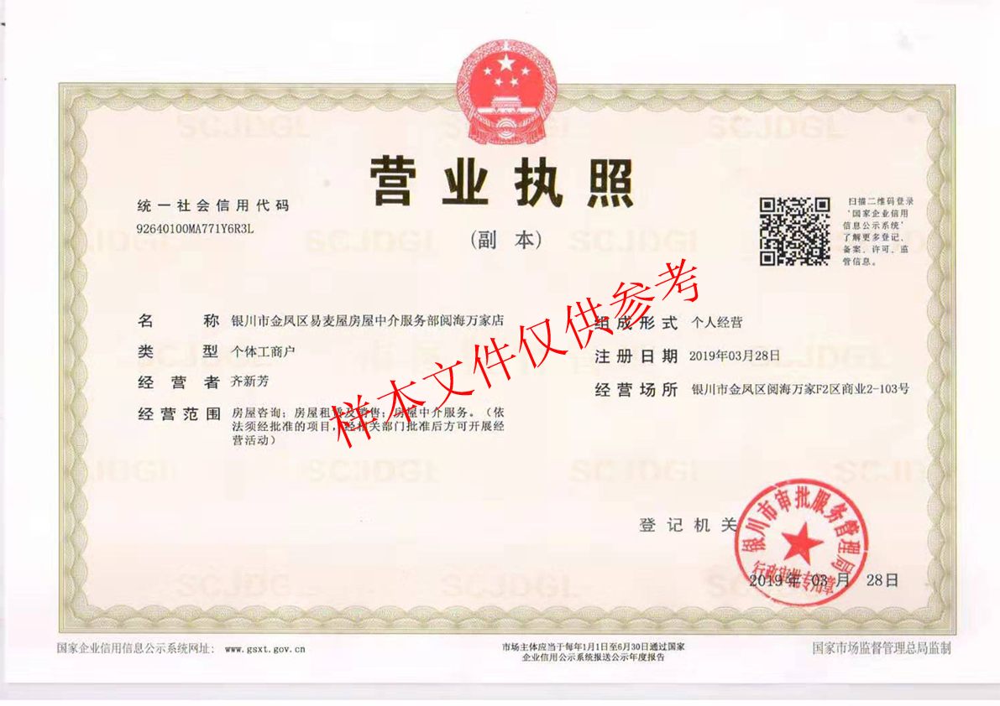 营业执照
(副 本)
统一社会信用代码
92640100MA771Y6R3L
扫描二维码登录
‘国家企业信用
信息公示系统’
了解更多登记、
备案、许可、监
管信息。
名 称 银川市金凤区易麦屋房屋中介服务部阅海万家店
类 型 个体工商户
经 营 者 齐新芳
经 营 范 围 房屋咨询；房屋租赁及销售；房屋中介服务。（依
法须经批准的项目，经相关部门批准后方可开展经
营活动）
组 成 形 式 个人经营
注 册 日 期 2019年03月28日
经 营 场 所 银川市金凤区阅海万家F2区商业2-103号
样本文件仅供参考
登 记 机 关
银川市审批服务管理局
行政审批专用章
2019 年 03 月 28日
国家企业信用信息公示系统网址： www.gsxt.gov.cn
市场主体应当于每年1月1日至6月30日通过国家
企业信用公示系统报送公示年度报告
国家市场监督管理总局监制
SCJDGL